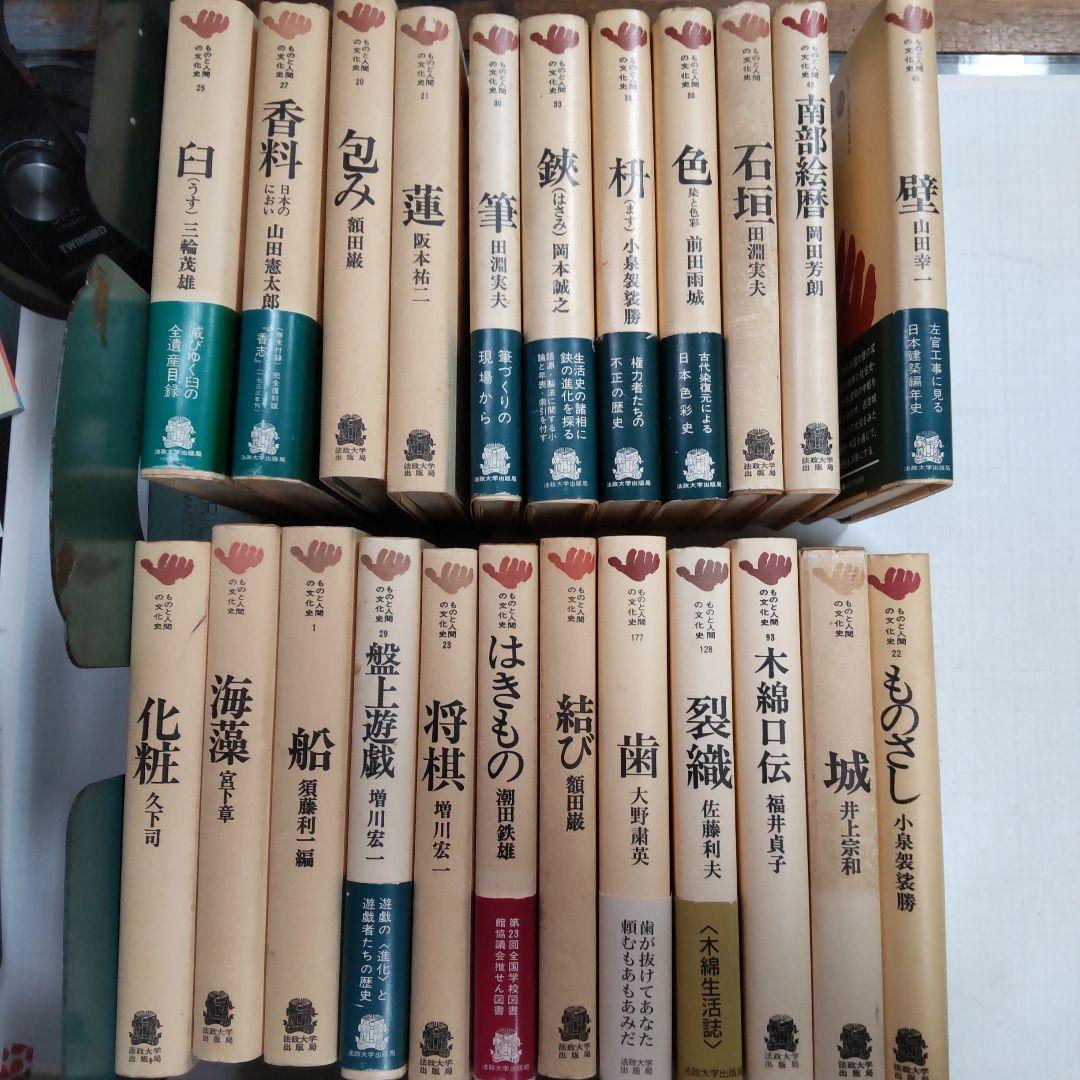 ものと人間の文化史
25
臼
(うす)
三輪茂雄
滅びゆく臼の
全遺産目録
法政大学出版局
ものと人間の文化史
27
香料
日本のにおい
山田憲太郎
法政大学出版局
ものと人間の文化史
20
包み
額田巌
法政大学出版局
ものと人間の文化史
21
蓮
阪本祐二
法政大学出版局
ものと人間の文化史
30
筆
田淵実夫
筆づくりの
現場から
法政大学出版局
ものと人間の文化史
33
鋏
(はさみ)
岡本誠之
生活史の諸相に
鋏の進化を探る
語源・製法に関する小
論と年表・索引を付す
法政大学出版局
ものと人間の文化史
36
枡
(ます)
小泉袈裟勝
権力者たちの
不正の歴史
法政大学出版局
ものと人間の文化史
38
色
染と色彩
前田雨城
古代染復元による
日本色彩史
法政大学出版局
ものと人間の文化史
石垣
田淵実夫
法政大学出版局
ものと人間の文化史
42
南部絵暦
岡田芳朗
法政大学出版局
ものと人間の文化史
45
壁
山田幸一
左官工事に見る
日本建築編年史
法政大学出版局
TWINBIRD
ものと人間の文化史
化粧
久下司
法政大学出版局
ものと人間の文化史
海藻
宮下章
法政大学出版局
ものと人間の文化史
1
船
須藤利一編
法政大学出版局
ものと人間の文化史
29
盤上遊戯
増川宏一
遊戯の〈進化〉と
遊戯者たちの歴史
法政大学出版局
ものと人間の文化史
23
将棋
増川宏一
法政大学出版局
ものと人間の文化史
はきもの
潮田鉄雄
第23回全国学校図書
館協議会推せん図書
法政大学出版局
ものと人間の文化史
結び
額田巌
法政大学出版局
ものと人間の文化史
177
歯
大野粛英
歯が抜けてあなた
頼むもあもあみだ
法政大学出版局
ものと人間の文化史
128
裂織
佐藤利夫
〈木綿生活誌〉
法政大学出版局
ものと人間の文化史
93
木綿口伝
福井貞子
法政大学出版局
ものと人間の文化史
城
井上宗和
法政大学出版局
ものと人間の文化史
22
ものさし
小泉袈裟勝
法政大学出版局